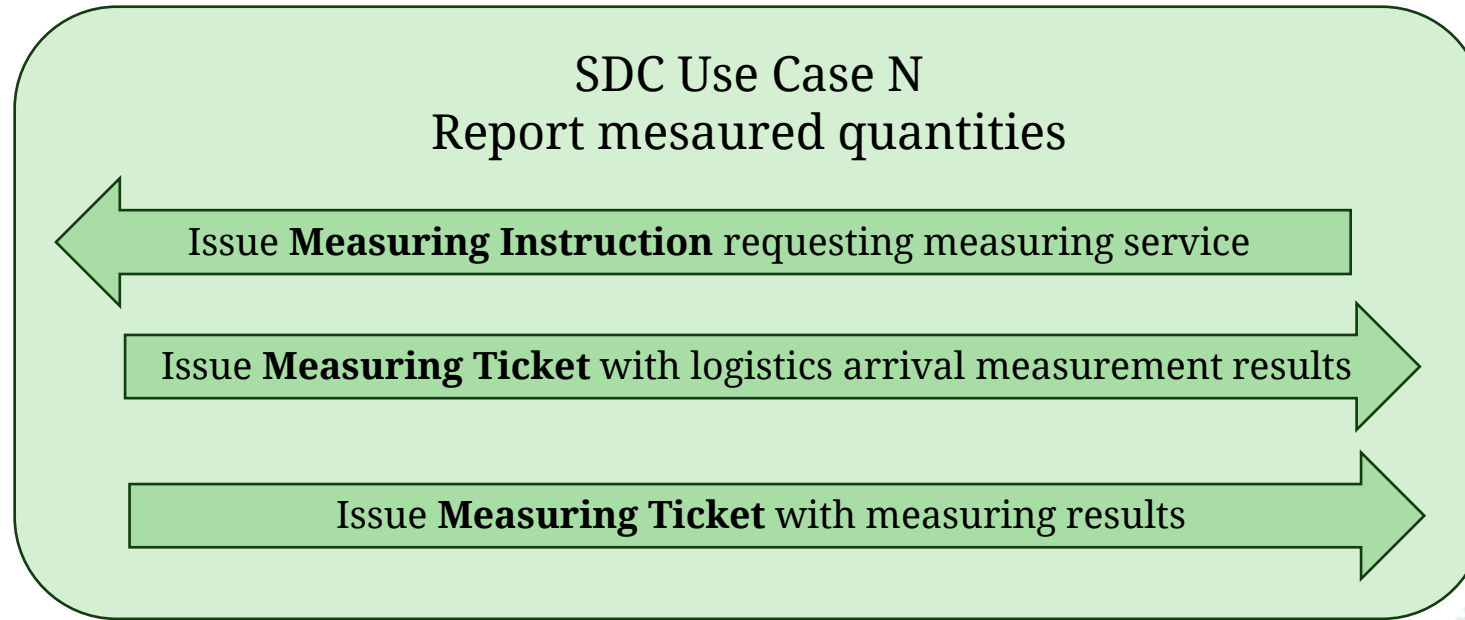 SDC Use Case N
Report mesaured quantities
Issue Measuring Instruction requesting measuring service
Issue Measuring Ticket with logistics arrival measurement results
Issue Measuring Ticket with measuring results